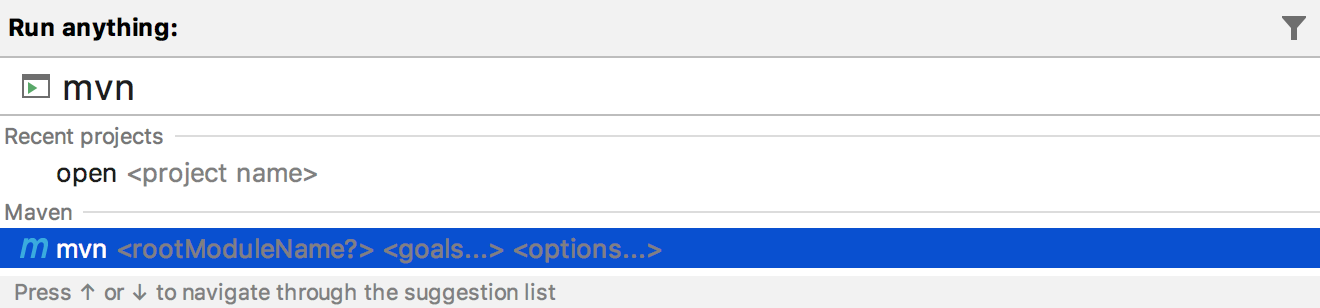 Run anything:
mvn
Recent projects
open <project name>
Maven
m mvn <rootModuleName?> <goals...> <options...>
Press ↑ or ↓ to navigate through the suggestion list